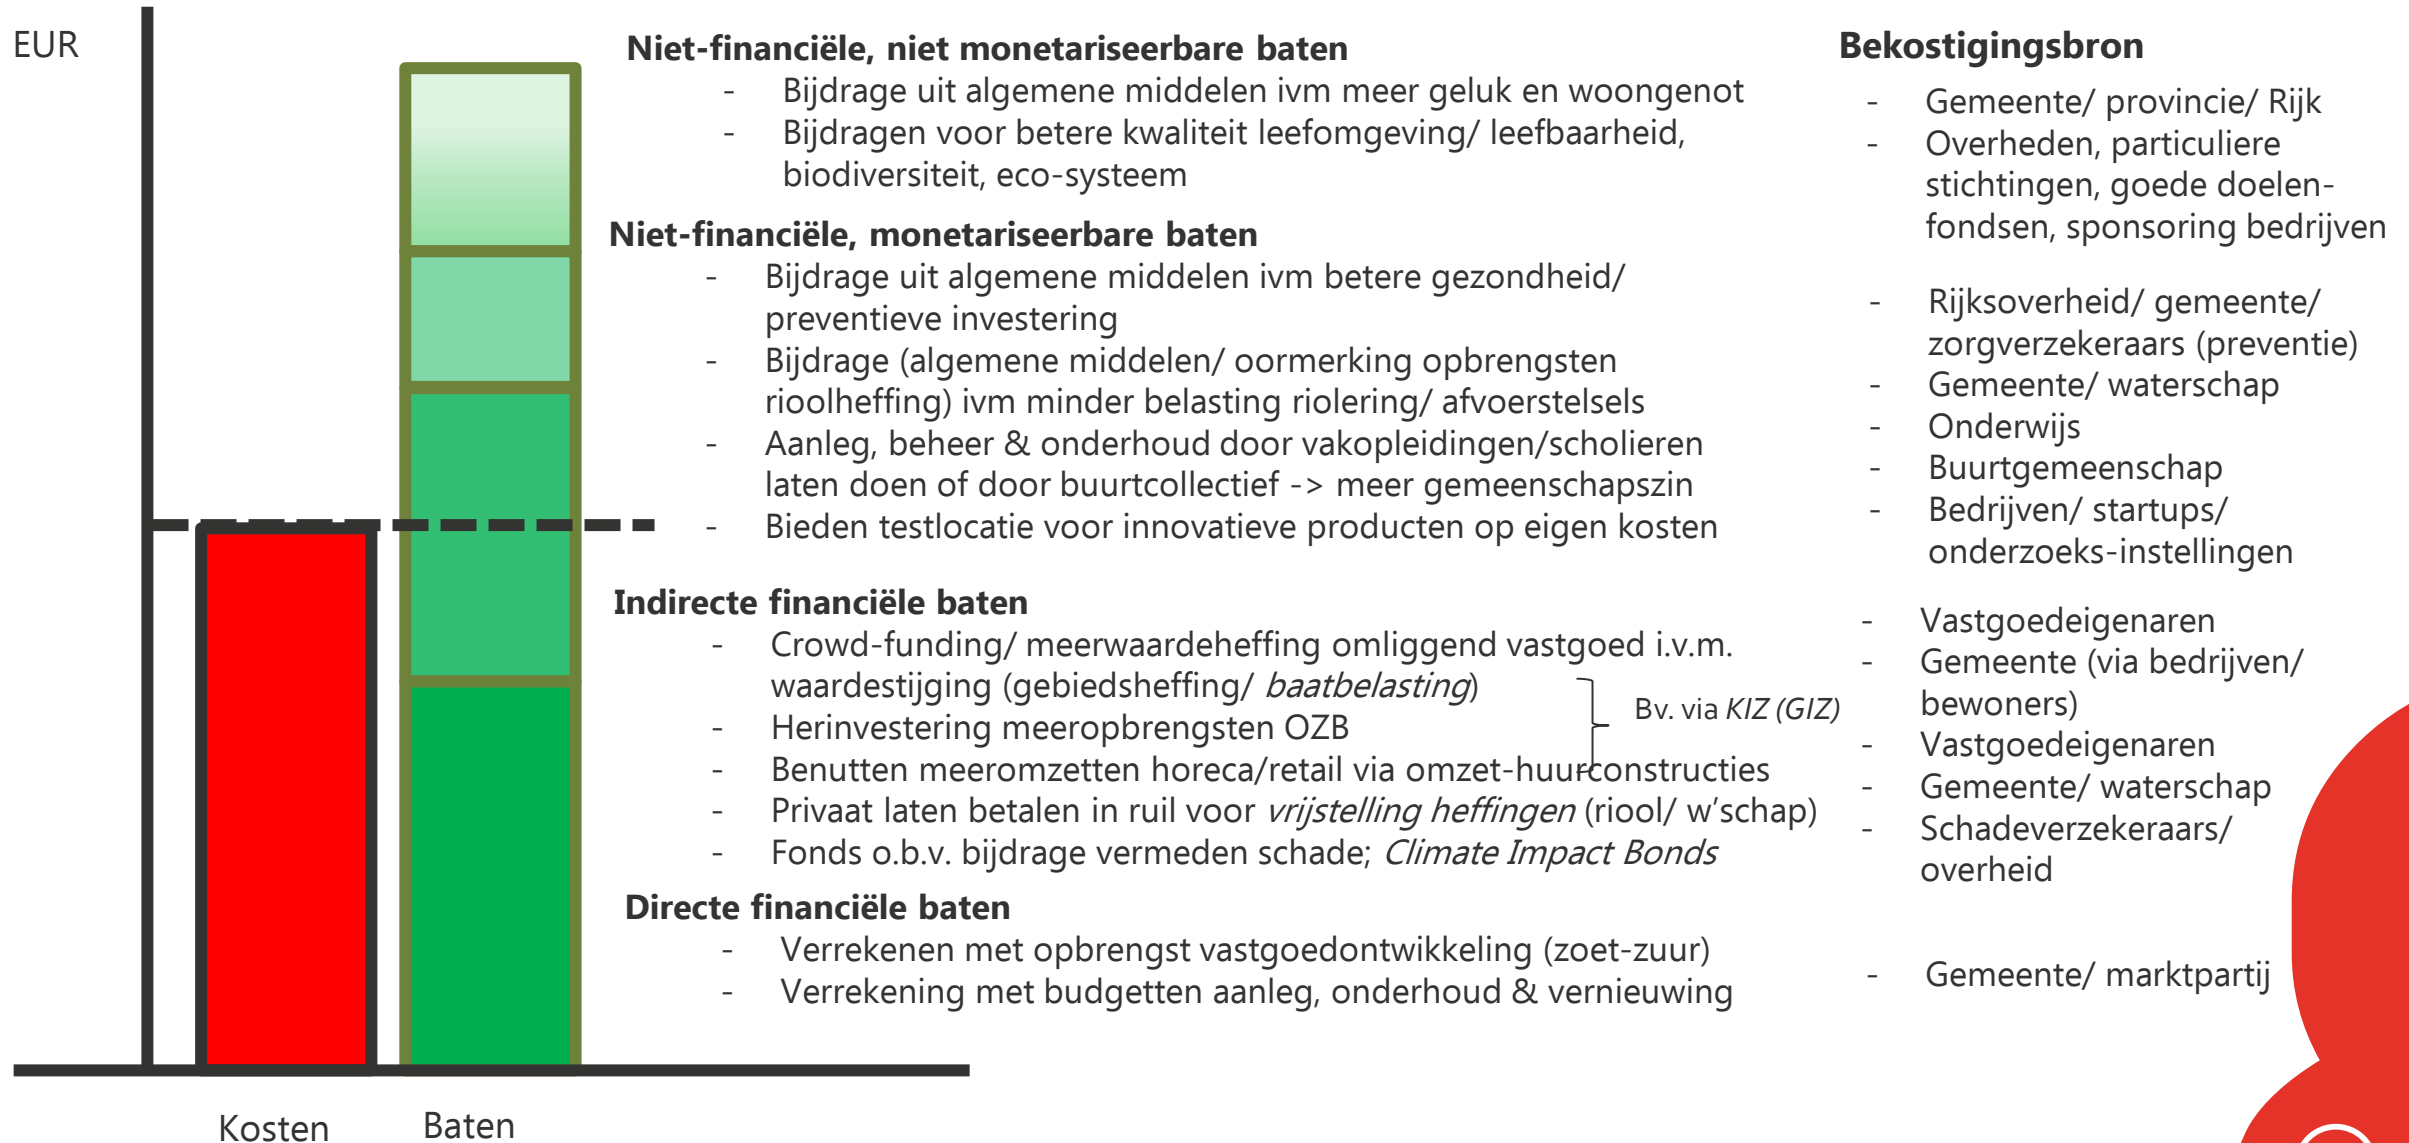 EUR
Niet-financiële, niet monetariseerbare baten
- Bijdrage uit algemene middelen ivm meer geluk en woongenot
- Bijdragen voor betere kwaliteit leefomgeving/ leefbaarheid,
biodiversiteit, eco-systeem
Niet-financiële, monetariseerbare baten
- Bijdrage uit algemene middelen ivm betere gezondheid/
preventieve investering
- Bijdrage (algemene middelen/ oormerking opbrengsten
rioolheffing) ivm minder belasting riolering/ afvoerstelsels
- Aanleg, beheer & onderhoud door vakopleidingen/scholieren
laten doen of door buurtcollectief -> meer gemeenschapszin
- Bieden testlocatie voor innovatieve producten op eigen kosten
Indirecte financiële baten
- Crowd-funding/ meerwaardeheffing omliggend vastgoed i.v.m.
waardestijging (gebiedsheffing/ baatbelasting)
- Herinvestering meeropbrengsten OZB
- Benutten meeromzetten horeca/retail via omzet-huurconstructies
- Privaat laten betalen in ruil voor vrijstelling heffingen (riool/ w’schap)
- Fonds o.b.v. bijdrage vermeden schade; Climate Impact Bonds
Bv. via KIZ (GIZ)
Directe financiële baten
- Verrekenen met opbrengst vastgoedontwikkeling (zoet-zuur)
- Verrekening met budgetten aanleg, onderhoud & vernieuwing
Bekostigingsbron
- Gemeente/ provincie/ Rijk
- Overheden, particuliere
stichtingen, goede doelen-
fondsen, sponsoring bedrijven
- Rijksoverheid/ gemeente/
zorgverzekeraars (preventie)
- Gemeente/ waterschap
- Onderwijs
- Buurtgemeenschap
- Bedrijven/ startups/
onderzoeks-instellingen
- Vastgoedeigenaren
- Gemeente (via bedrijven/
bewoners)
- Vastgoedeigenaren
- Gemeente/ waterschap
- Schadeverzekeraars/
overheid
- Gemeente/ marktpartij
Kosten
Baten